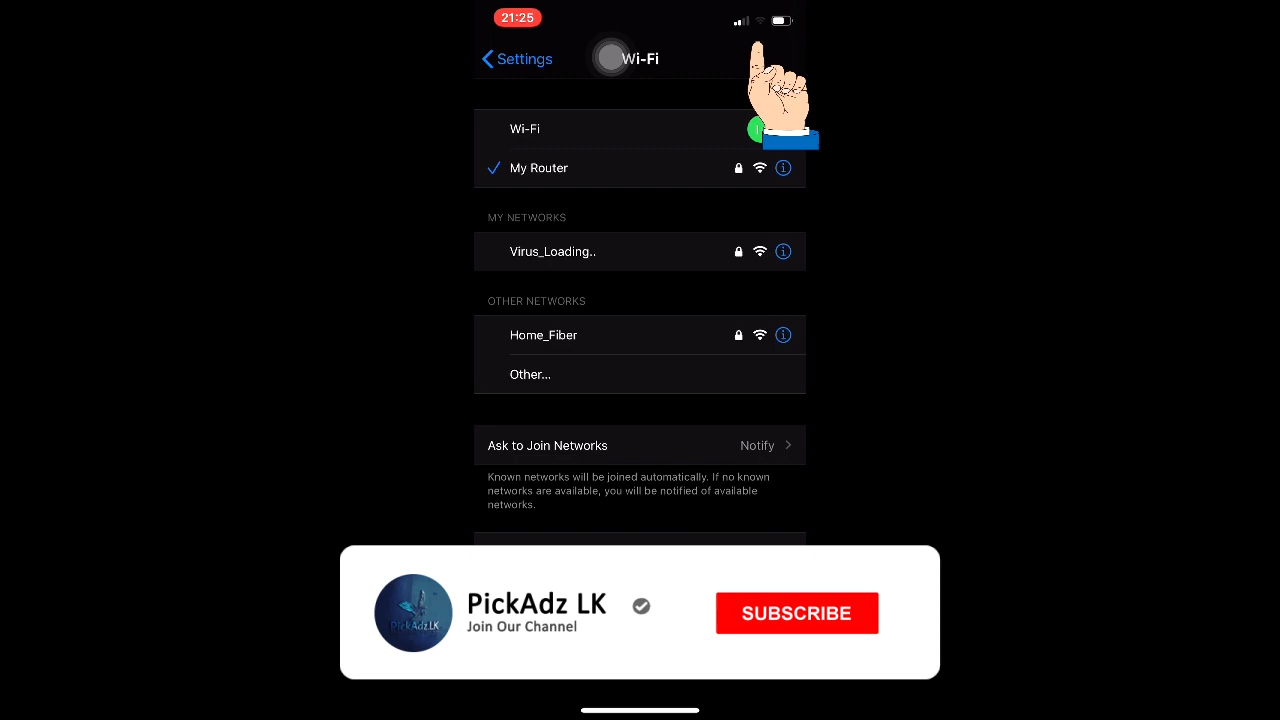 21:25
Settings
Wi-Fi
Wi-Fi
My Router
MY NETWORKS
Virus_Loading..
OTHER NETWORKS
Home_Fiber
Other...
Ask to Join Networks Notify
Known networks will be joined automatically. If no known
networks are available, you will be notified of available
networks.
PickAdz LK
PickAdz LK
Join Our Channel
SUBSCRIBE